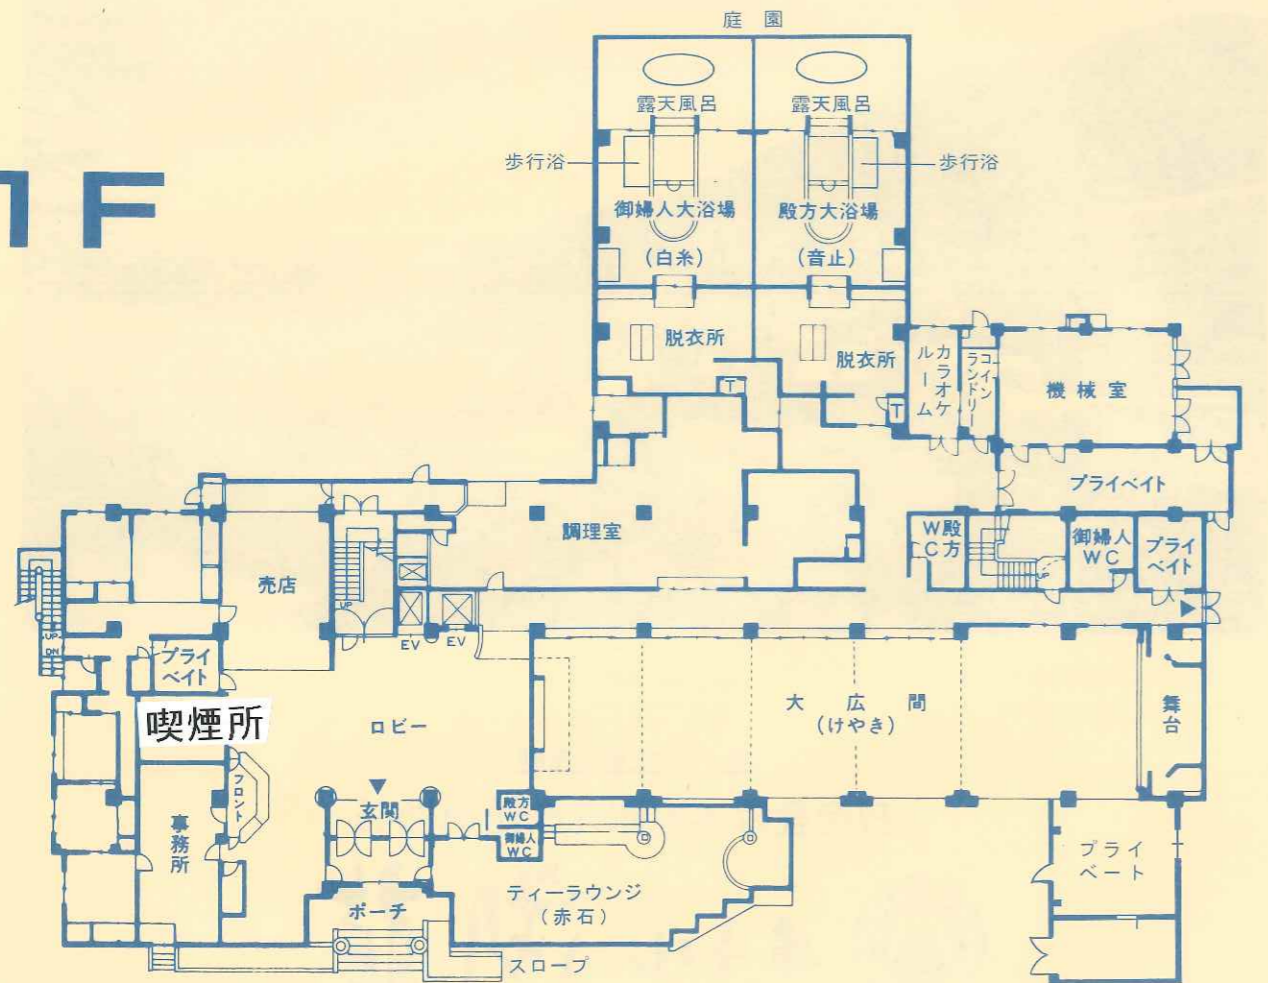 1F
庭園
露天風呂
露天風呂
歩行浴
歩行浴
御婦人大浴場
(白糸)
殿方大浴場
(音止)
脱衣所
脱衣所
T
T
カラオケ
ルーム
コイン
ランドリー
機械室
プライベイト
調理室
殿方
WC
UP
御婦人
WC
プライ
ベイト
売店
UP
EV
EV
UP
DN
プライ
ベイト
喫煙所
ロビー
大広間
(けやき)
舞台
フロント
玄関
殿方
WC
御婦人
WC
事務所
プライ
ベート
ティーラウンジ
(赤石)
ポーチ
スロープ